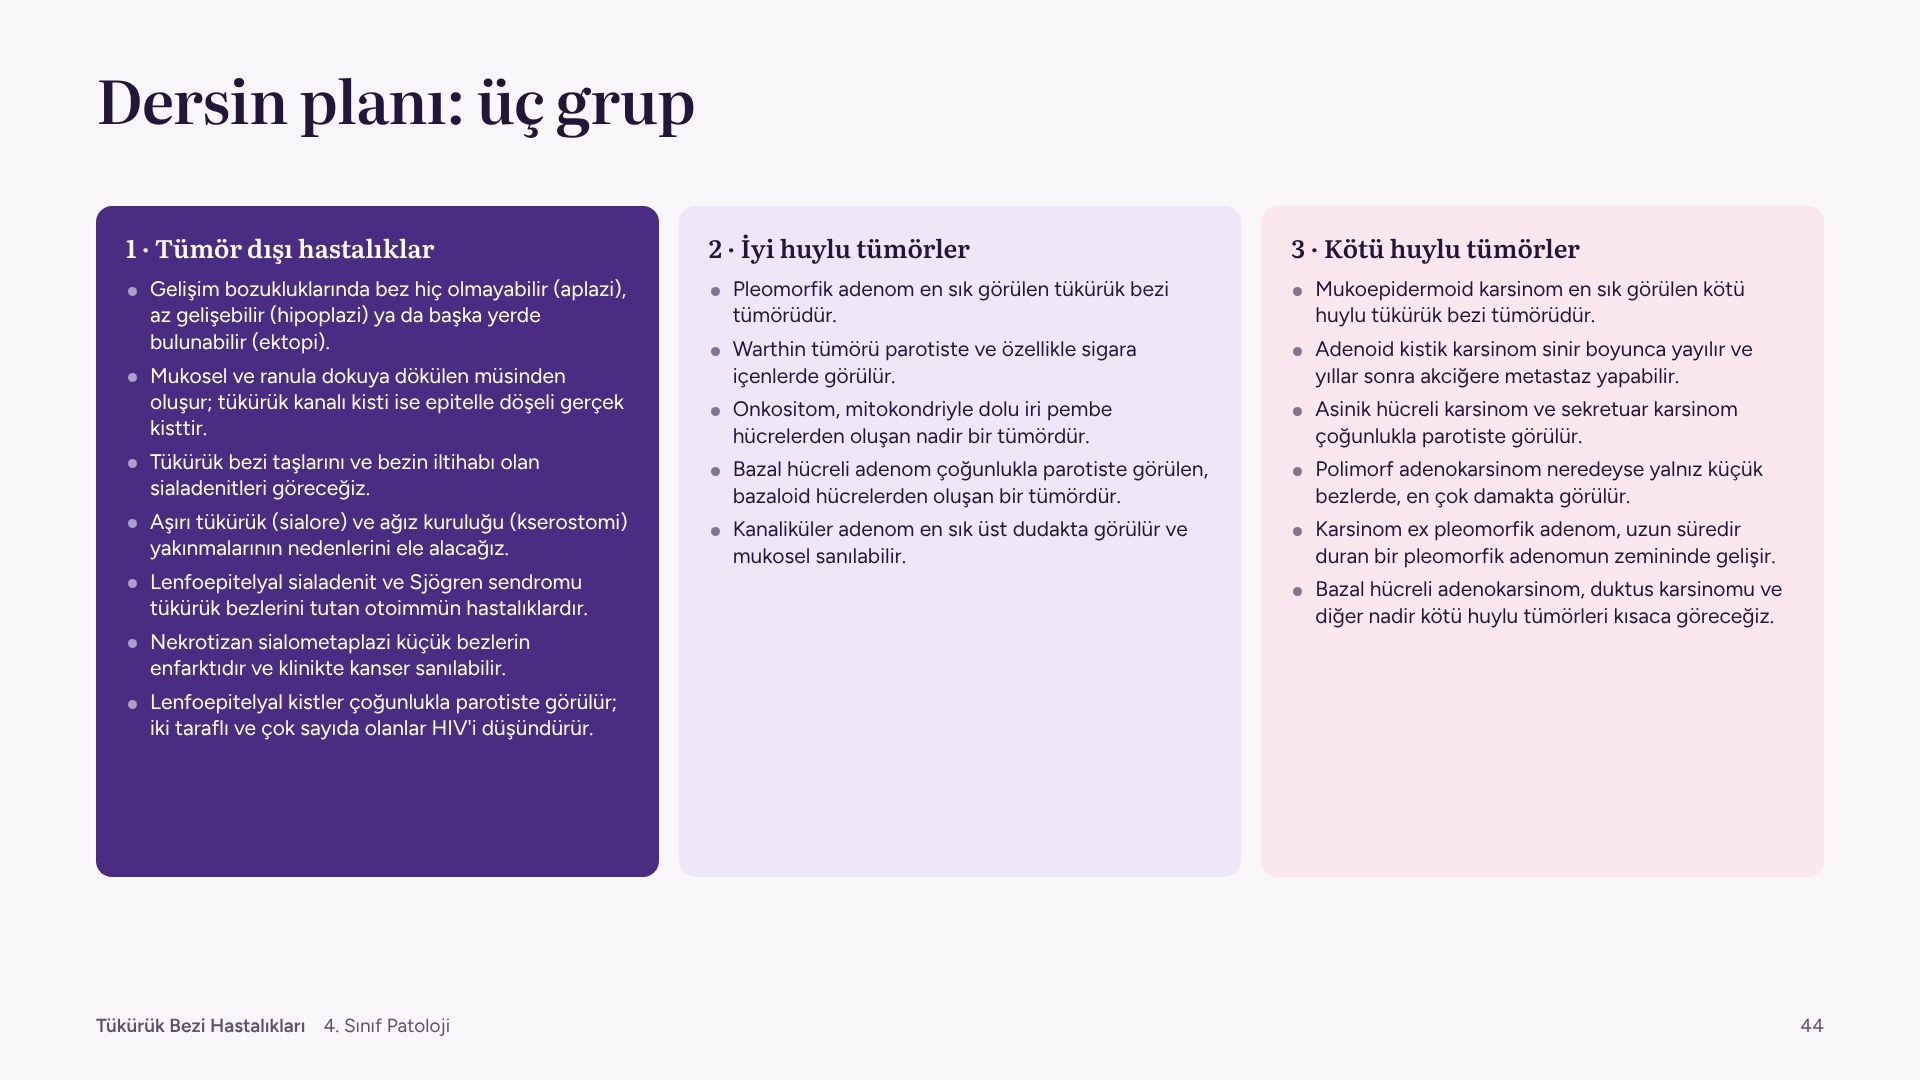 Dersin planı: üç grup
1 · Tümör dışı hastalıklar
Gelişim bozukluklarında bez hiç olmayabilir (aplazi),
az gelişebilir (hipoplazi) ya da başka yerde
bulunabilir (ektopi).
Mukosel ve ranula dokuya dökülen müsinden
oluşur; tükürük kanalı kisti ise epitelle döşeli gerçek
kisttir.
Tükürük bezi taşlarını ve bezin iltihabı olan
sialadenitleri göreceğiz.
Aşırı tükürük (sialore) ve ağız kuruluğu (kserostomi)
yakınmalarının nedenlerini ele alacağız.
Lenfoepitelyal sialadenit ve Sjögren sendromu
tükürük bezlerini tutan otoimmün hastalıklardır.
Nekrotizan sialometaplazi küçük bezlerin
enfarktıdır ve klinikte kanser sanılabilir.
Lenfoepitelyal kistler çoğunlukla parotiste görülür;
iki taraflı ve çok sayıda olanlar HIV'i düşündürür.
2 · İyi huylu tümörler
Pleomorfik adenom en sık görülen tükürük bezi
tümörüdür.
Warthin tümörü parotiste ve özellikle sigara
içenlerde görülür.
Onkositom, mitokondriyle dolu iri pembe
hücrelerden oluşan nadir bir tümördür.
Bazal hücreli adenom çoğunlukla parotiste görülen,
bazaloid hücrelerden oluşan bir tümördür.
Kanaliküler adenom en sık üst dudakta görülür ve
mukosel sanılabilir.
3 · Kötü huylu tümörler
Mukoepidermoid karsinom en sık görülen kötü
huylu tükürük bezi tümörüdür.
Adenoid kistik karsinom sinir boyunca yayılır ve
yıllar sonra akciğere metastaz yapabilir.
Asinik hücreli karsinom ve sekretuar karsinom
çoğunlukla parotiste görülür.
Polimorf adenokarsinom neredeyse yalnız küçük
bezlerde, en çok damakta görülür.
Karsinom ex pleomorfik adenom, uzun süredir
duran bir pleomorfik adenomun zemininde gelişir.
Bazal hücreli adenokarsinom, duktus karsinomu ve
diğer nadir kötü huylu tümörleri kısaca göreceğiz.
Tükürük Bezi Hastalıkları 4. Sınıf Patoloji
44